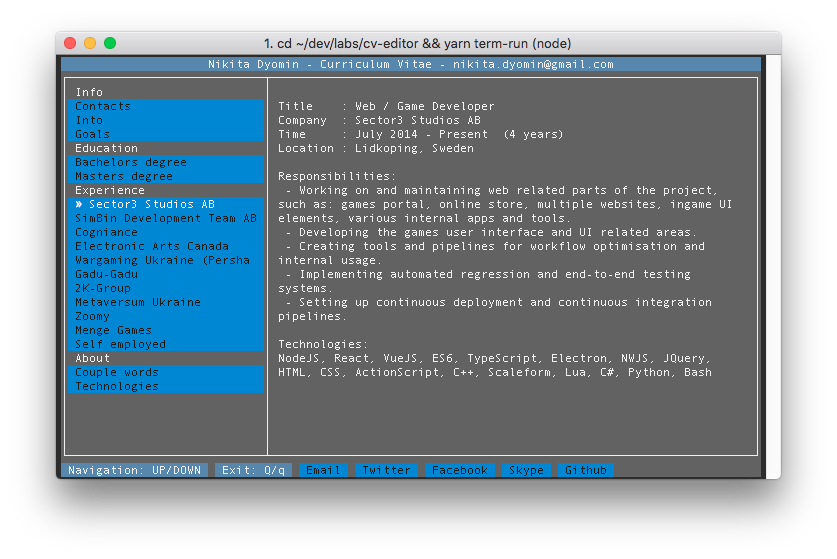 1. cd ~/dev/labs/cv-editor && yarn term-run (node)
Nikita Dyomin - Curriculum Vitae - nikita.dyomin@gmail.com
Info
Contacts
Into
Goals
Education
Bachelors degree
Masters degree
Experience
» Sector3 Studios AB
SimBin Development Team AB
Cogniance
Electronic Arts Canada
Wargaming Ukraine (Persha
Gadu-Gadu
2K-Group
Metaversum Ukraine
Zoomy
Menge Games
Self employed
About
Couple words
Technologies
Title : Web / Game Developer
Company : Sector3 Studios AB
Time : July 2014 - Present (4 years)
Location : Lidkoping, Sweden
Responsibilities:
- Working on and maintaining web related parts of the project,
such as: games portal, online store, multiple websites, ingame UI
elements, various internal apps and tools.
- Developing the games user interface and UI related areas.
- Creating tools and pipelines for workflow optimisation and
internal usage.
- Implementing automated regression and end-to-end testing
systems.
- Setting up continuous deployment and continuous integration
pipelines.
Technologies:
NodeJS, React, VueJS, ES6, TypeScript, Electron, NWJS, JQuery,
HTML, CSS, ActionScript, C++, Scaleform, Lua, C#, Python, Bash
Navigation: UP/DOWN Exit: Q/q Email Twitter Facebook Skype Github